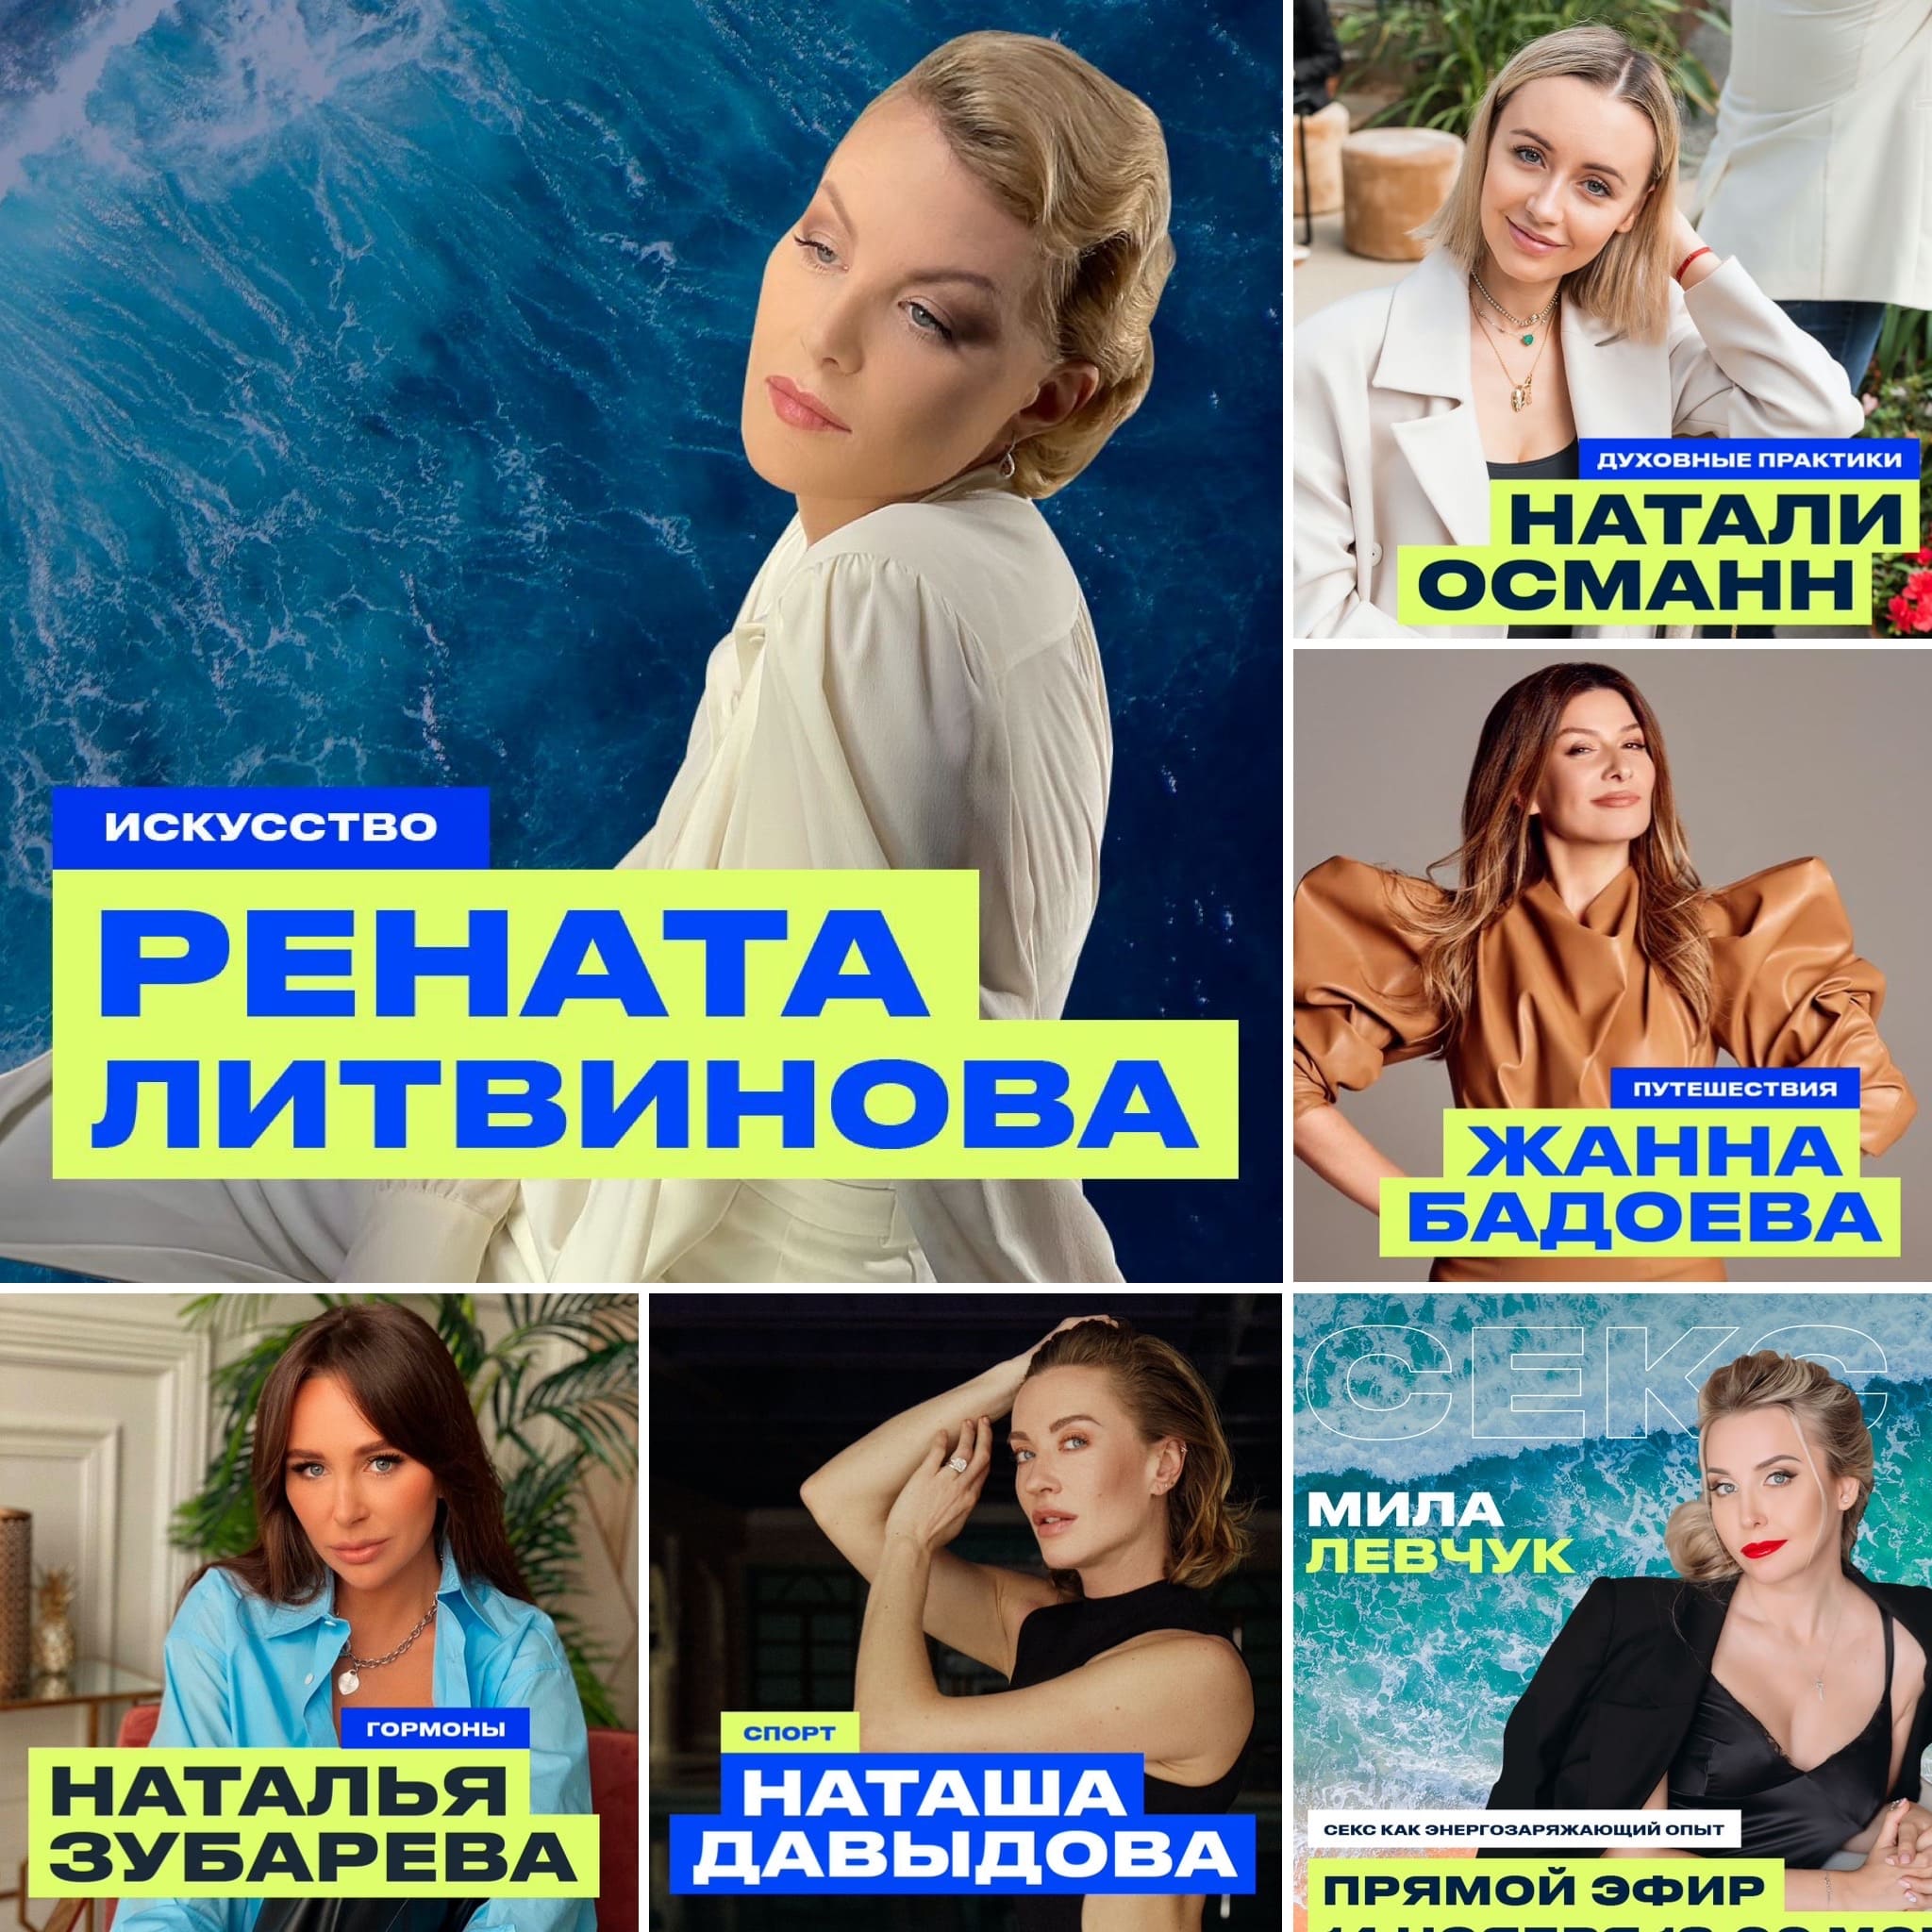 ИСКУССТВО
РЕНАТА
ЛИТВИНОВА
ДУХОВНЫЕ ПРАКТИКИ
НАТАЛИ
ОСМАНН
ПУТЕШЕСТВИЯ
ЖАННА
БАДОЕВА
ГОРМОНЫ
НАТАЛЬЯ
ЗУБАРЕВА
СПОРТ
НАТАША
ДАВЫДОВА
СЕКС
МИЛА
ЛЕВЧУК
СЕКС КАК ЭНЕРГОЗАРЯЖАЮЩИЙ ОПЫТ
ПРЯМОЙ ЭФИР